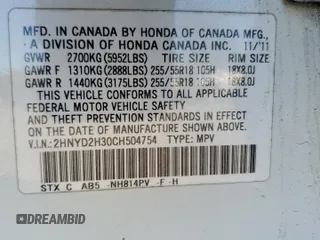 MFD. IN CANADA BY HONDA OF CANADA MFG.,
A DIVISION OF HONDA CANADA INC. 11/'11
GVWR 2700KG(5952LBS) TIRE SIZE RIM SIZE
GAWR F 1310KG(2888LBS) 255/55R18 105H 18X8.0J
GAWR R 1440KG(3175LBS) 255/55R18 105H 18X8.0J
THIS VEHICLE CONFORMS TO ALL APPLICABLE
FEDERAL MOTOR VEHICLE SAFETY
AND THEFT PREVENTION STANDARDS IN EFFECT
ON THE DATE OF MANUFACTURE SHOWN ABOVE.
V.I.N.: 2HNYD2H30CH504754 TYPE: MPV
STX C AB5 -NH814PV -F -H
OTOBID.COM